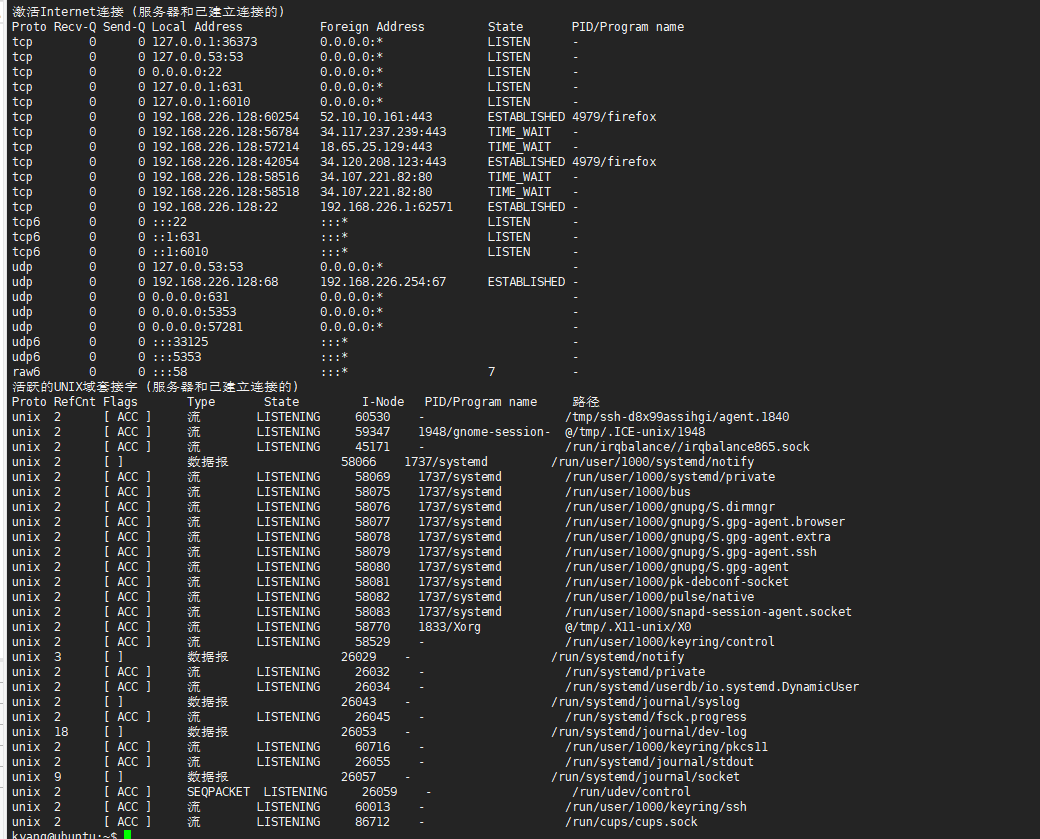 激活Internet连接 (服务器和已建立连接的)
Proto Recv-Q Send-Q Local Address           Foreign Address         State       PID/Program name
tcp        0      0 127.0.0.1:36373         0.0.0.0:*               LISTEN      -
tcp        0      0 127.0.0.53:53           0.0.0.0:*               LISTEN      -
tcp        0      0 0.0.0.0:22              0.0.0.0:*               LISTEN      -
tcp        0      0 127.0.0.1:631           0.0.0.0:*               LISTEN      -
tcp        0      0 127.0.0.1:6010          0.0.0.0:*               LISTEN      -
tcp        0      0 192.168.226.128:60254   52.10.10.161:443        ESTABLISHED 4979/firefox
tcp        0      0 192.168.226.128:56784   34.117.237.239:443      TIME_WAIT   -
tcp        0      0 192.168.226.128:57214   18.65.25.129:443        TIME_WAIT   -
tcp        0      0 192.168.226.128:42054   34.120.208.123:443      ESTABLISHED 4979/firefox
tcp        0      0 192.168.226.128:58516   34.107.221.82:80        TIME_WAIT   -
tcp        0      0 192.168.226.128:58518   34.107.221.82:80        TIME_WAIT   -
tcp        0      0 192.168.226.128:22      192.168.226.1:62571     ESTABLISHED -
tcp6       0      0 :::22                   :::*                    LISTEN      -
tcp6       0      0 ::1:631                 :::*                    LISTEN      -
tcp6       0      0 ::1:6010                :::*                    LISTEN      -
udp        0      0 127.0.0.53:53           0.0.0.0:*                           -
udp        0      0 192.168.226.128:68      192.168.226.254:67      ESTABLISHED -
udp        0      0 0.0.0.0:631             0.0.0.0:*                           -
udp        0      0 0.0.0.0:5353            0.0.0.0:*                           -
udp        0      0 0.0.0.0:57281           0.0.0.0:*                           -
udp6       0      0 :::33125                :::*                                -
udp6       0      0 :::5353                 :::*                                -
raw6       0      0 :::58                   :::*                    7           -
活跃的UNIX域套接字 (服务器和已建立连接的)
Proto RefCnt Flags       Type       State         I-Node   PID/Program name     路径
unix  2      [ ACC ]     流        LISTENING     60530    -                    /tmp/ssh-d8x99assihgi/agent.1840
unix  2      [ ACC ]     流        LISTENING     59347    1948/gnome-session-  @/tmp/.ICE-unix/1948
unix  2      [ ACC ]     流        LISTENING     45171    -                    /run/irqbalance//irqbalance865.sock
unix  2      [ ]         数据报                58066    1737/systemd         /run/user/1000/systemd/notify
unix  2      [ ACC ]     流        LISTENING     58069    1737/systemd         /run/user/1000/systemd/private
unix  2      [ ACC ]     流        LISTENING     58075    1737/systemd         /run/user/1000/bus
unix  2      [ ACC ]     流        LISTENING     58076    1737/systemd         /run/user/1000/gnupg/S.dirmngr
unix  2      [ ACC ]     流        LISTENING     58077    1737/systemd         /run/user/1000/gnupg/S.gpg-agent.browser
unix  2      [ ACC ]     流        LISTENING     58078    1737/systemd         /run/user/1000/gnupg/S.gpg-agent.extra
unix  2      [ ACC ]     流        LISTENING     58079    1737/systemd         /run/user/1000/gnupg/S.gpg-agent.ssh
unix  2      [ ACC ]     流        LISTENING     58080    1737/systemd         /run/user/1000/gnupg/S.gpg-agent
unix  2      [ ACC ]     流        LISTENING     58081    1737/systemd         /run/user/1000/pk-debconf-socket
unix  2      [ ACC ]     流        LISTENING     58082    1737/systemd         /run/user/1000/pulse/native
unix  2      [ ACC ]     流        LISTENING     58083    1737/systemd         /run/user/1000/snapd-session-agent.socket
unix  2      [ ACC ]     流        LISTENING     58770    1833/Xorg            @/tmp/.X11-unix/X0
unix  2      [ ACC ]     流        LISTENING     58529    -                    /run/user/1000/keyring/control
unix  3      [ ]         数据报                26029    -                    /run/systemd/notify
unix  2      [ ACC ]     流        LISTENING     26032    -                    /run/systemd/private
unix  2      [ ACC ]     流        LISTENING     26034    -                    /run/systemd/userdb/io.systemd.DynamicUser
unix  2      [ ]         数据报                26043    -                    /run/systemd/journal/syslog
unix  2      [ ACC ]     流        LISTENING     26045    -                    /run/systemd/fsck.progress
unix  18     [ ]         数据报                26053    -                    /run/systemd/journal/dev-log
unix  2      [ ACC ]     流        LISTENING     60716    -                    /run/user/1000/keyring/pkcs11
unix  2      [ ACC ]     流        LISTENING     26055    -                    /run/systemd/journal/stdout
unix  9      [ ]         数据报                26057    -                    /run/systemd/journal/socket
unix  2      [ ACC ]     SEQPACKET  LISTENING     26059    -                    /run/udev/control
unix  2      [ ACC ]     流        LISTENING     60013    -                    /run/user/1000/keyring/ssh
unix  2      [ ACC ]     流        LISTENING     86712    -                    /run/cups/cups.sock
kyang@ubuntu:~$